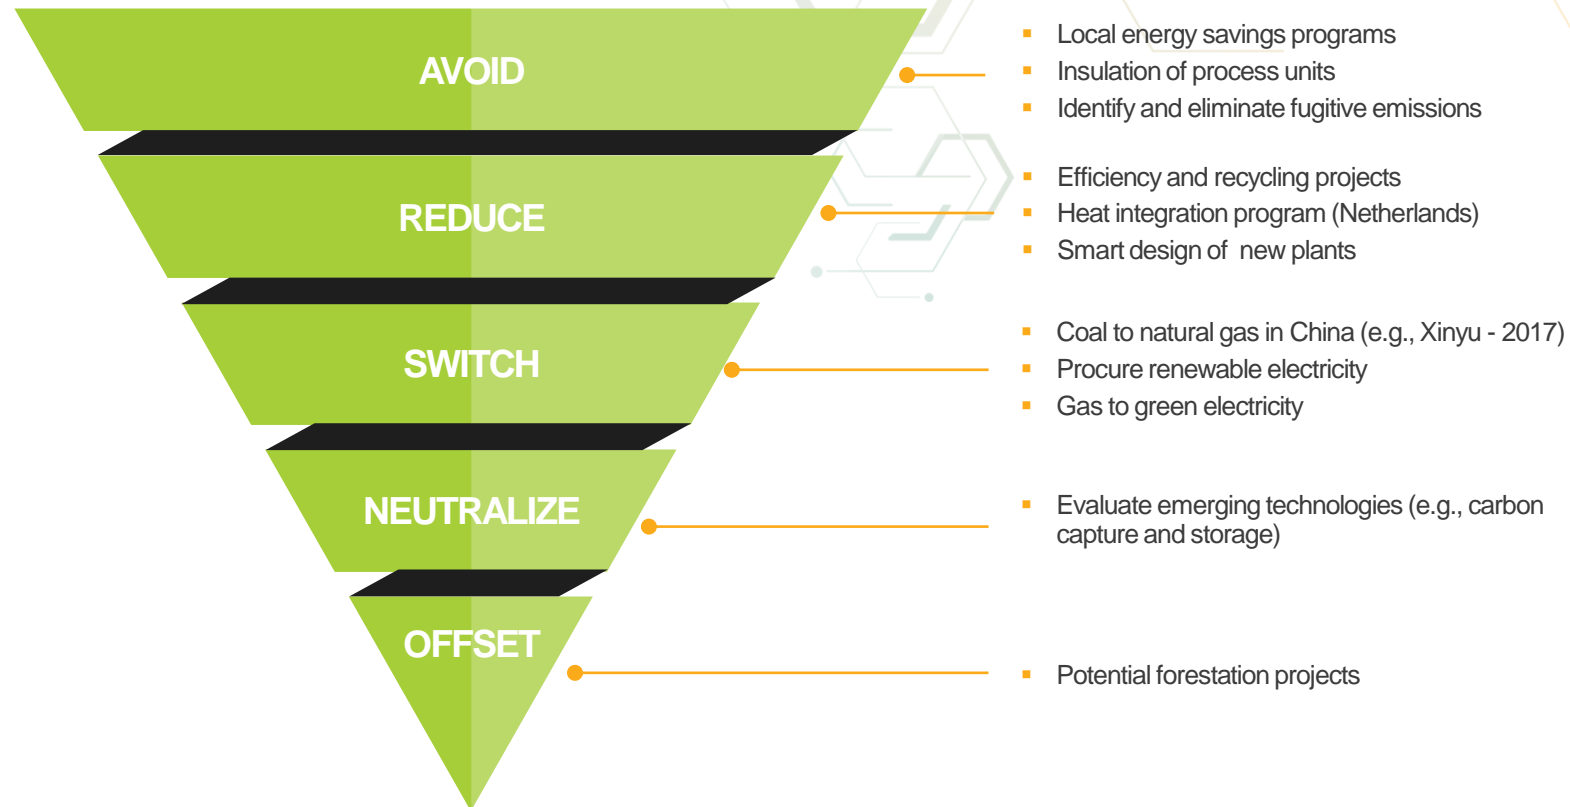 AVOID
▪ Local energy savings programs
▪ Insulation of process units
▪ Identify and eliminate fugitive emissions
REDUCE
▪ Efficiency and recycling projects
▪ Heat integration program (Netherlands)
▪ Smart design of  new plants
SWITCH
▪ Coal to natural gas in China (e.g., Xinyu - 2017)
▪ Procure renewable electricity
▪ Gas to green electricity
NEUTRALIZE
▪ Evaluate emerging technologies (e.g., carbon
capture and storage)
OFFSET
▪ Potential forestation projects